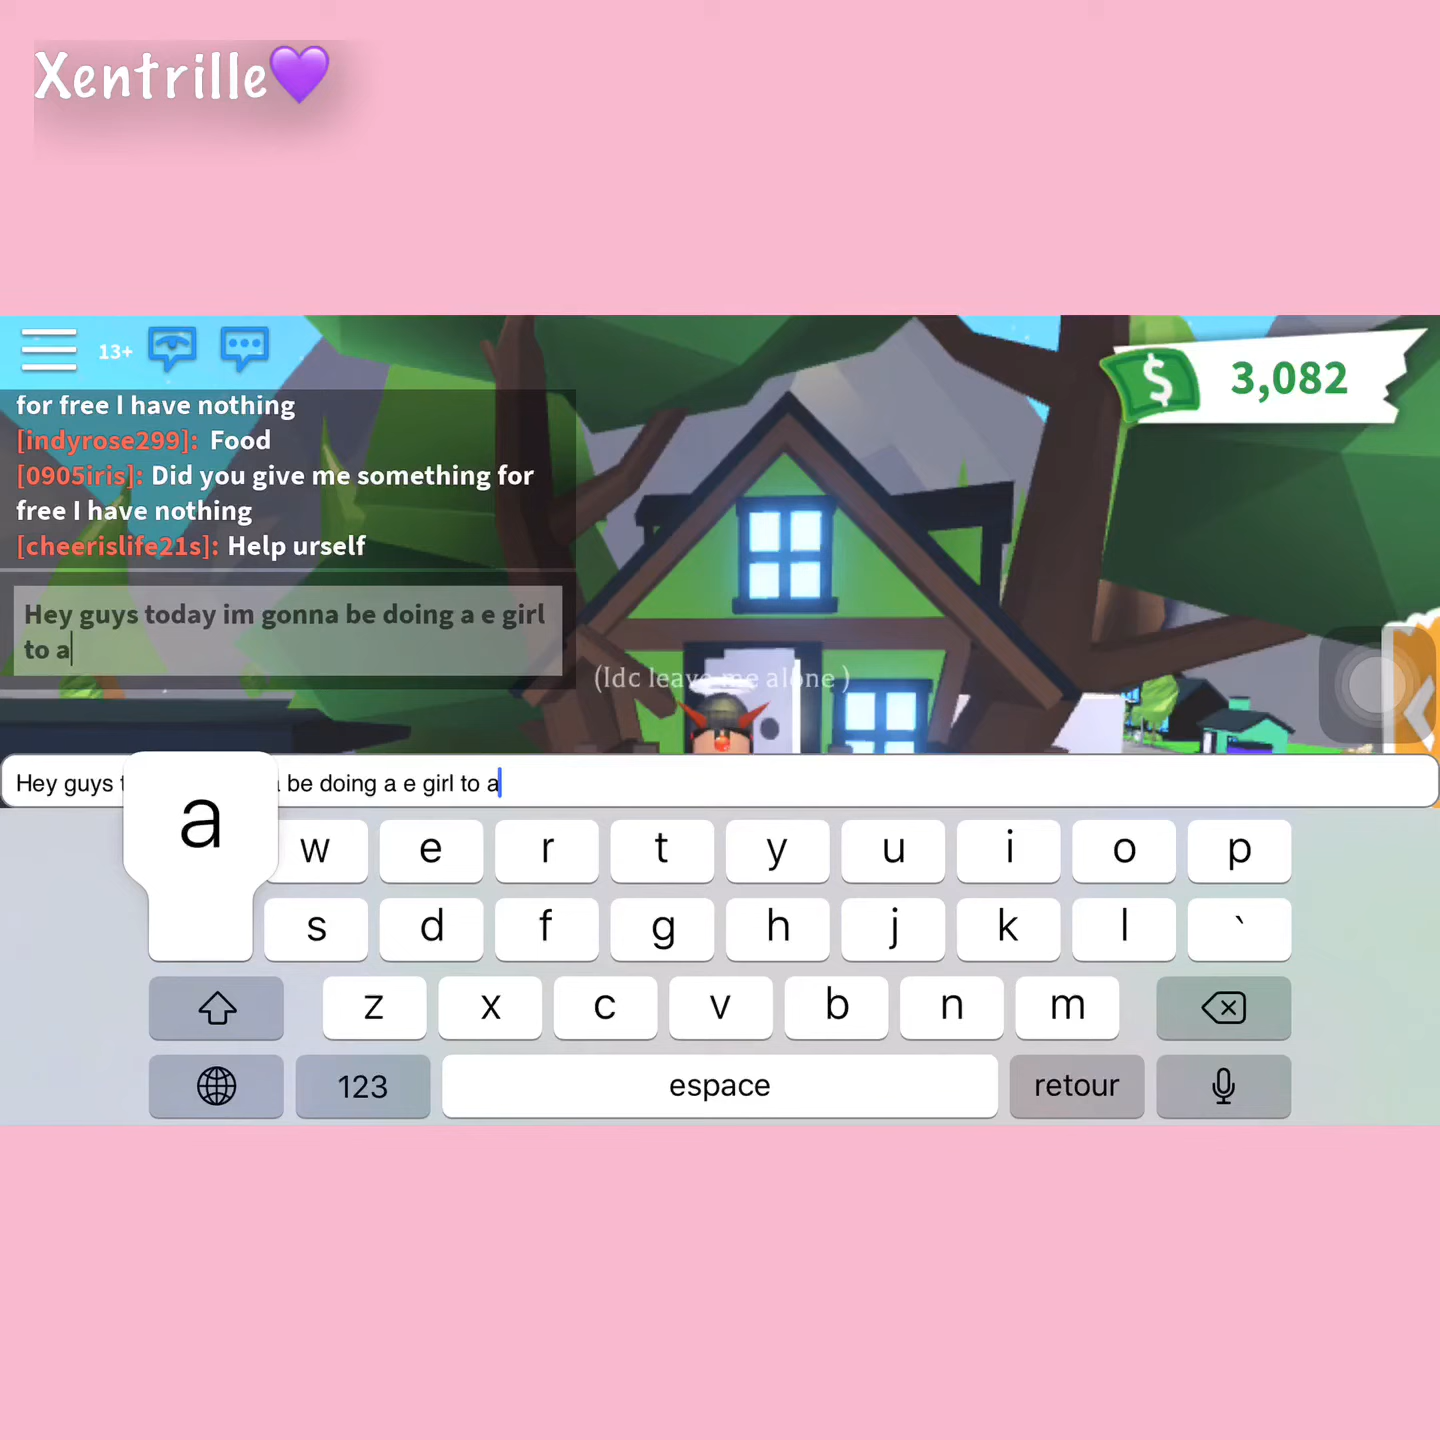 Xentrille💜
13+
3,082
for free I have nothing
[indyrose299]: Food
[0905iris]: Did you give me something for
free I have nothing
[cheerislife21s]: Help urself
Hey guys today im gonna be doing a e girl
to a
(Idc leave me alone )
Hey guys be doing a e girl to a
a
w e r t y u i o p
s d f g h j k l `
z x c v b n m
123 espace retour